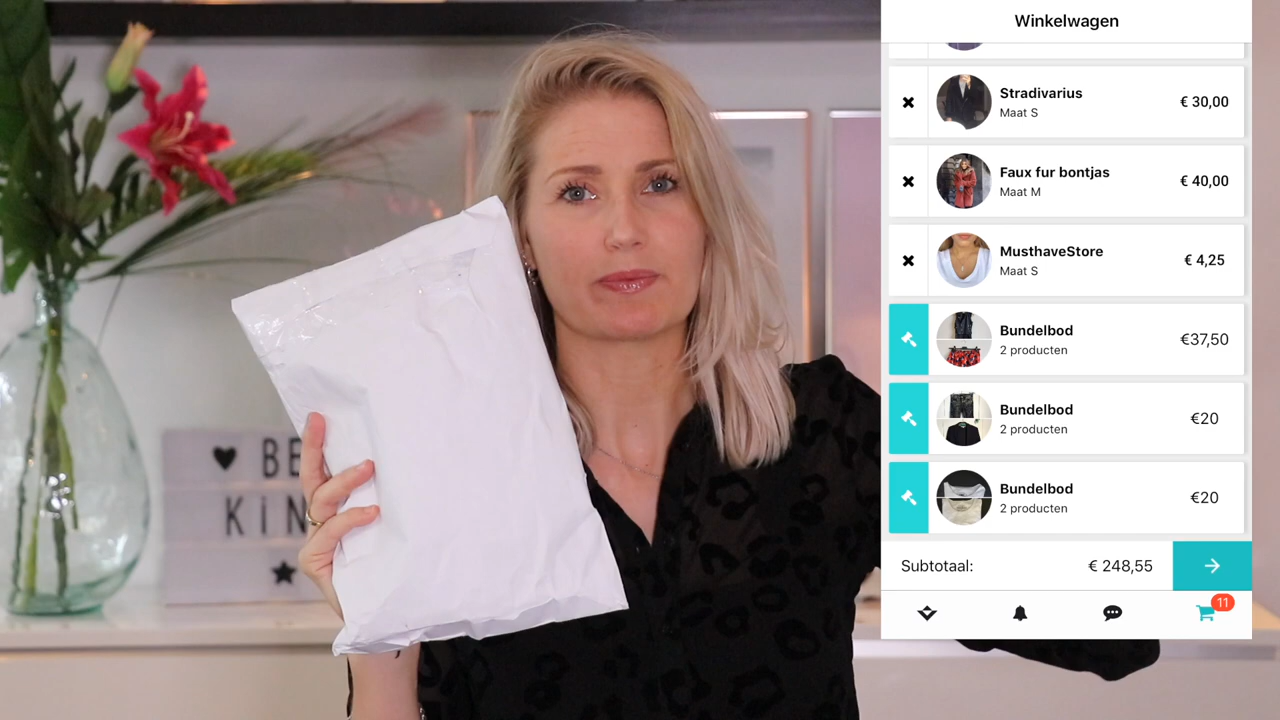 BE
KIN
Winkelwagen
Stradivarius
Maat S
€ 30,00
Faux fur bontjas
Maat M
€ 40,00
MusthaveStore
Maat S
€ 4,25
Bundelbod
2 producten
€37,50
Bundelbod
2 producten
€20
Bundelbod
2 producten
€20
Subtotaal:
€ 248,55
11